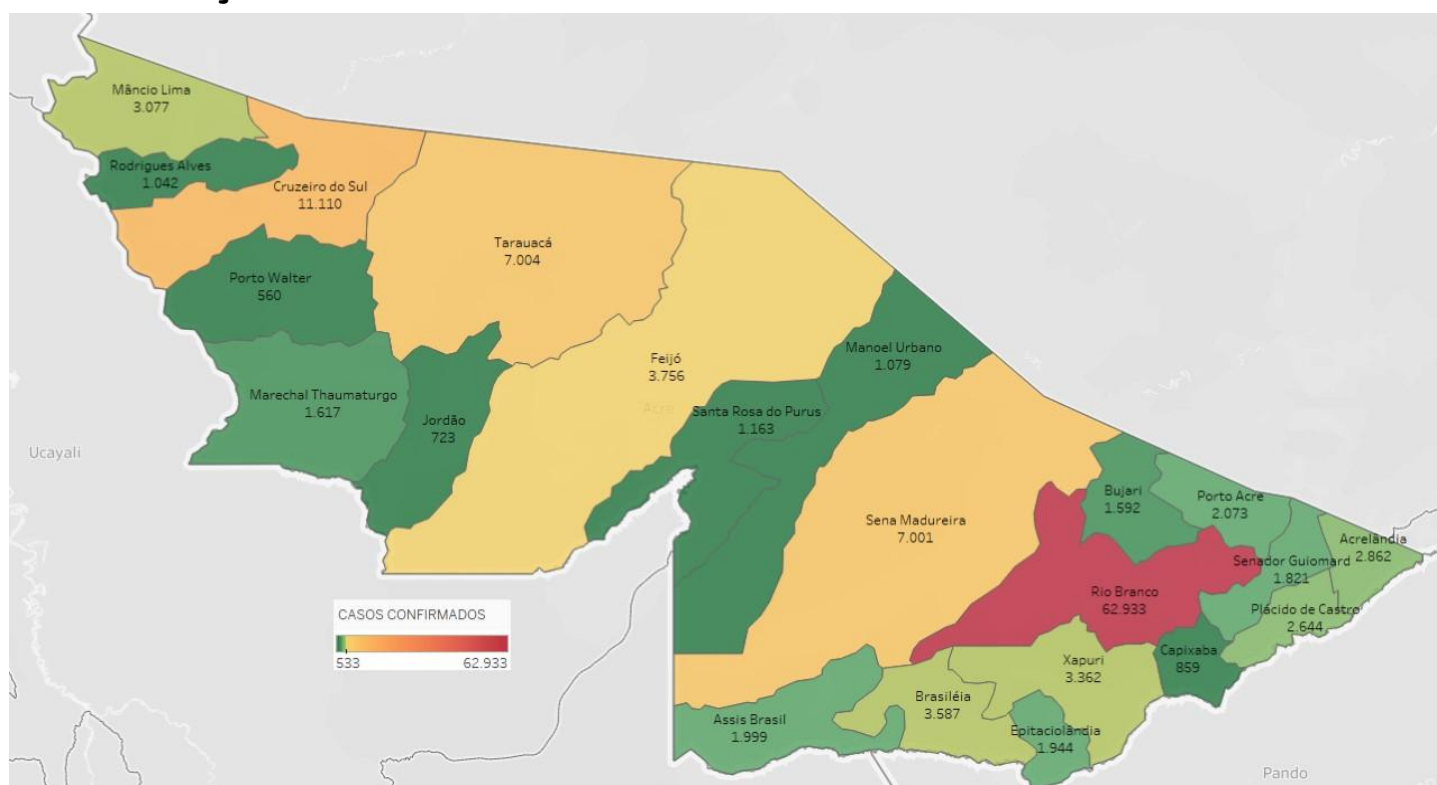 Mâncio Lima
3.077
Rodrigues Alves
1.042
Cruzeiro do Sul
11.110
Tarauacá
7.004
Porto Walter
560
Feijó
3.756
Acre
Manoel Urbano
1.079
Marechal Thaumaturgo
1.617
Jordão
723
Santa Rosa do Purus
1.163
Ucayali
Sena Madureira
7.001
Bujari
1.592
Porto Acre
2.073
Acrelândia
2.862
Senador Guiomard
1.821
Rio Branco
62.933
Plácido de Castro
2.644
CASOS CONFIRMADOS
533
62.933
Capixaba
859
Xapuri
3.362
Brasiléia
3.587
Assis Brasil
1.999
Epitaciolândia
1.944
Pando